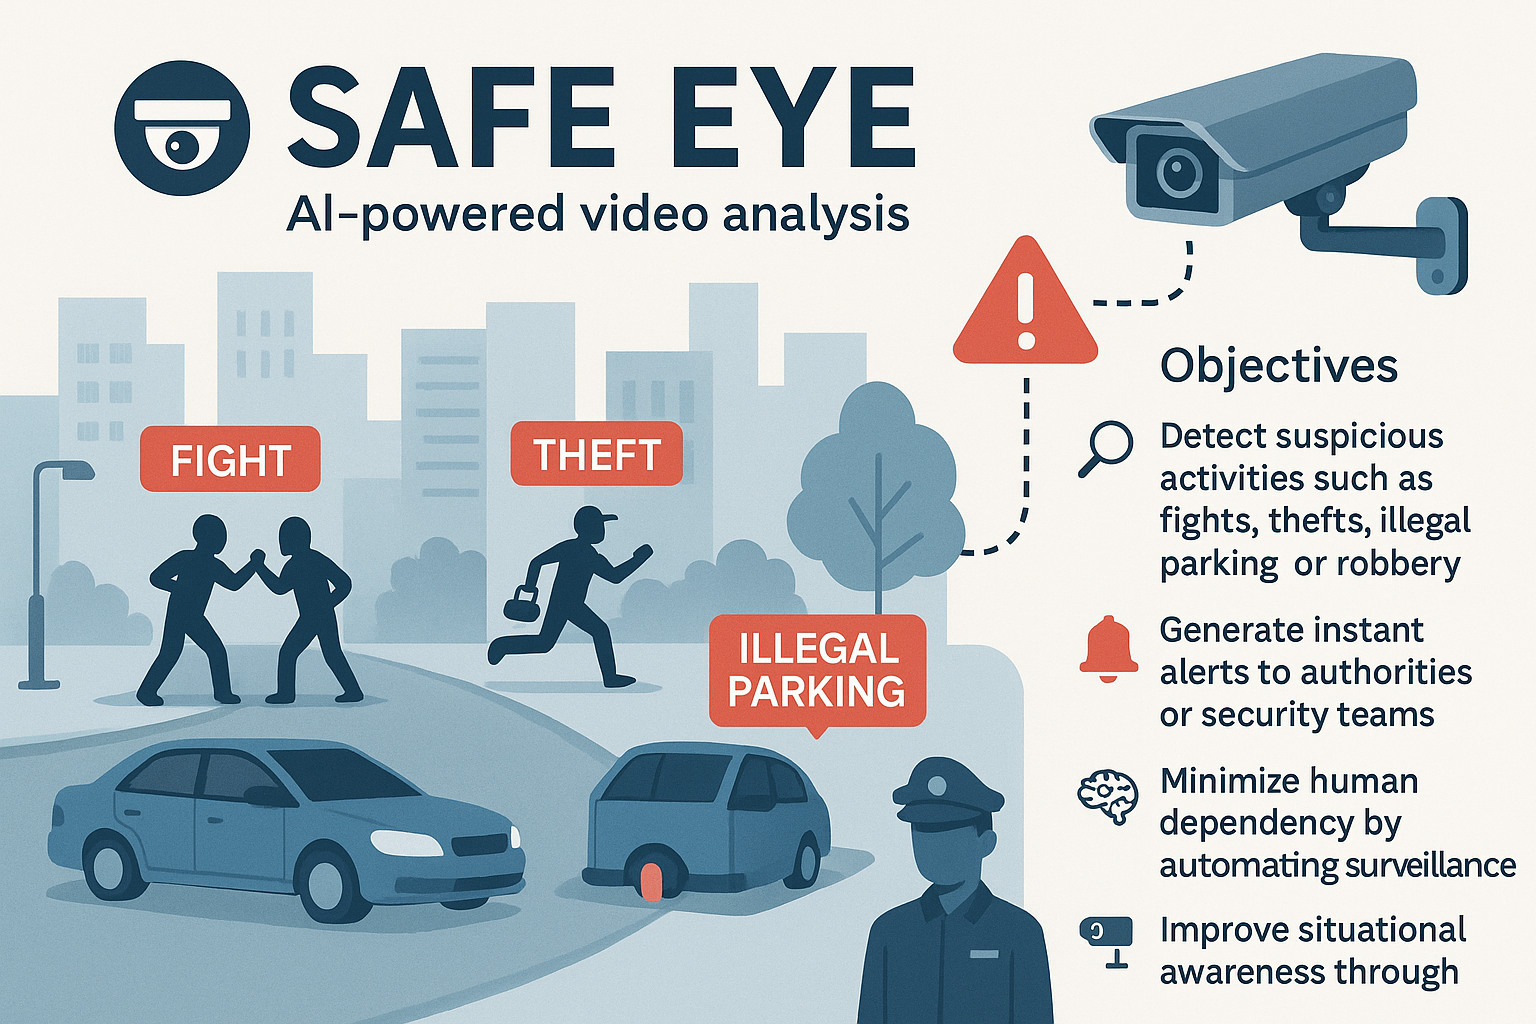 SAFE EYE
AI-powered video analysis
FIGHT
THEFT
ILLEGAL
PARKING
Objectives
Detect suspicious
activities such as
fights, thefts, illegal
parking or robbery
Generate instant
alerts to authorities
or security teams
Minimize human
dependency by
automating surveillance
Improve situational
awareness through